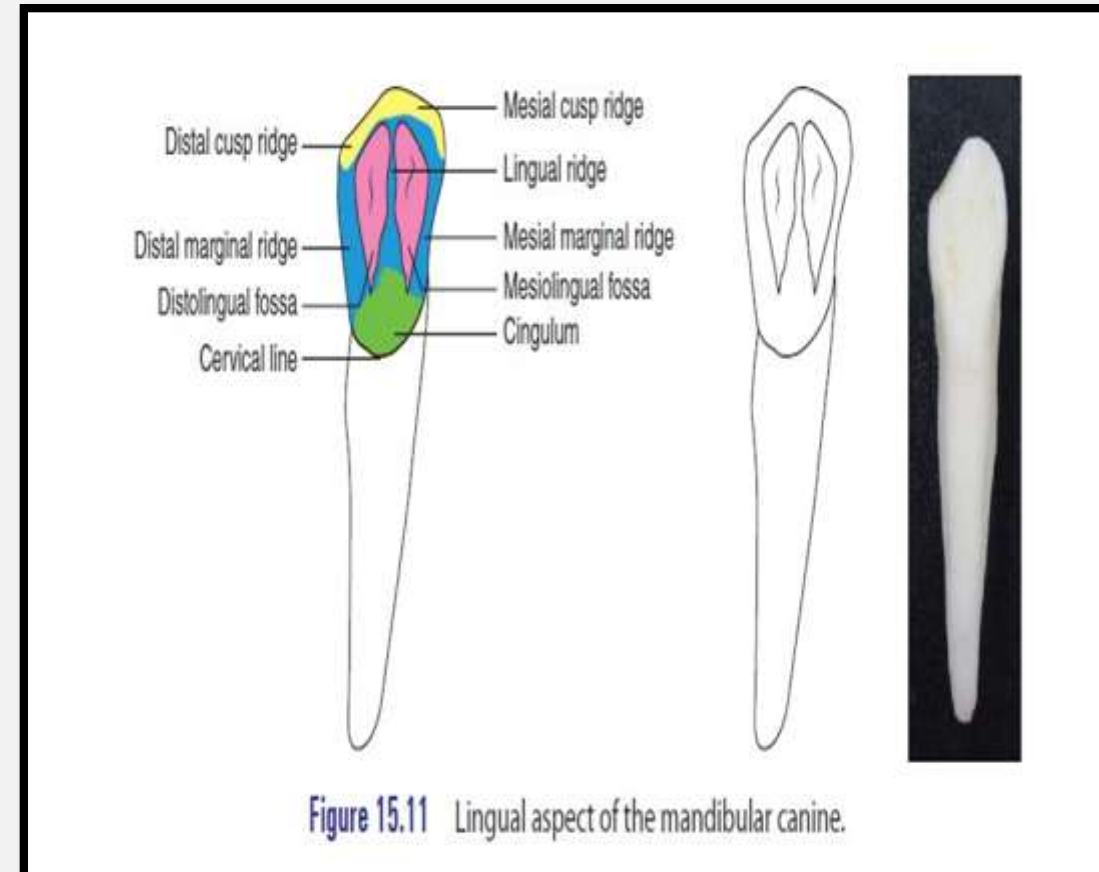 Mesial cusp ridge
Distal cusp ridge
Lingual ridge
Distal marginal ridge
Mesial marginal ridge
Mesiolingual fossa
Distolingual fossa
Cingulum
Cervical line
Figure 15.11 Lingual aspect of the mandibular canine.